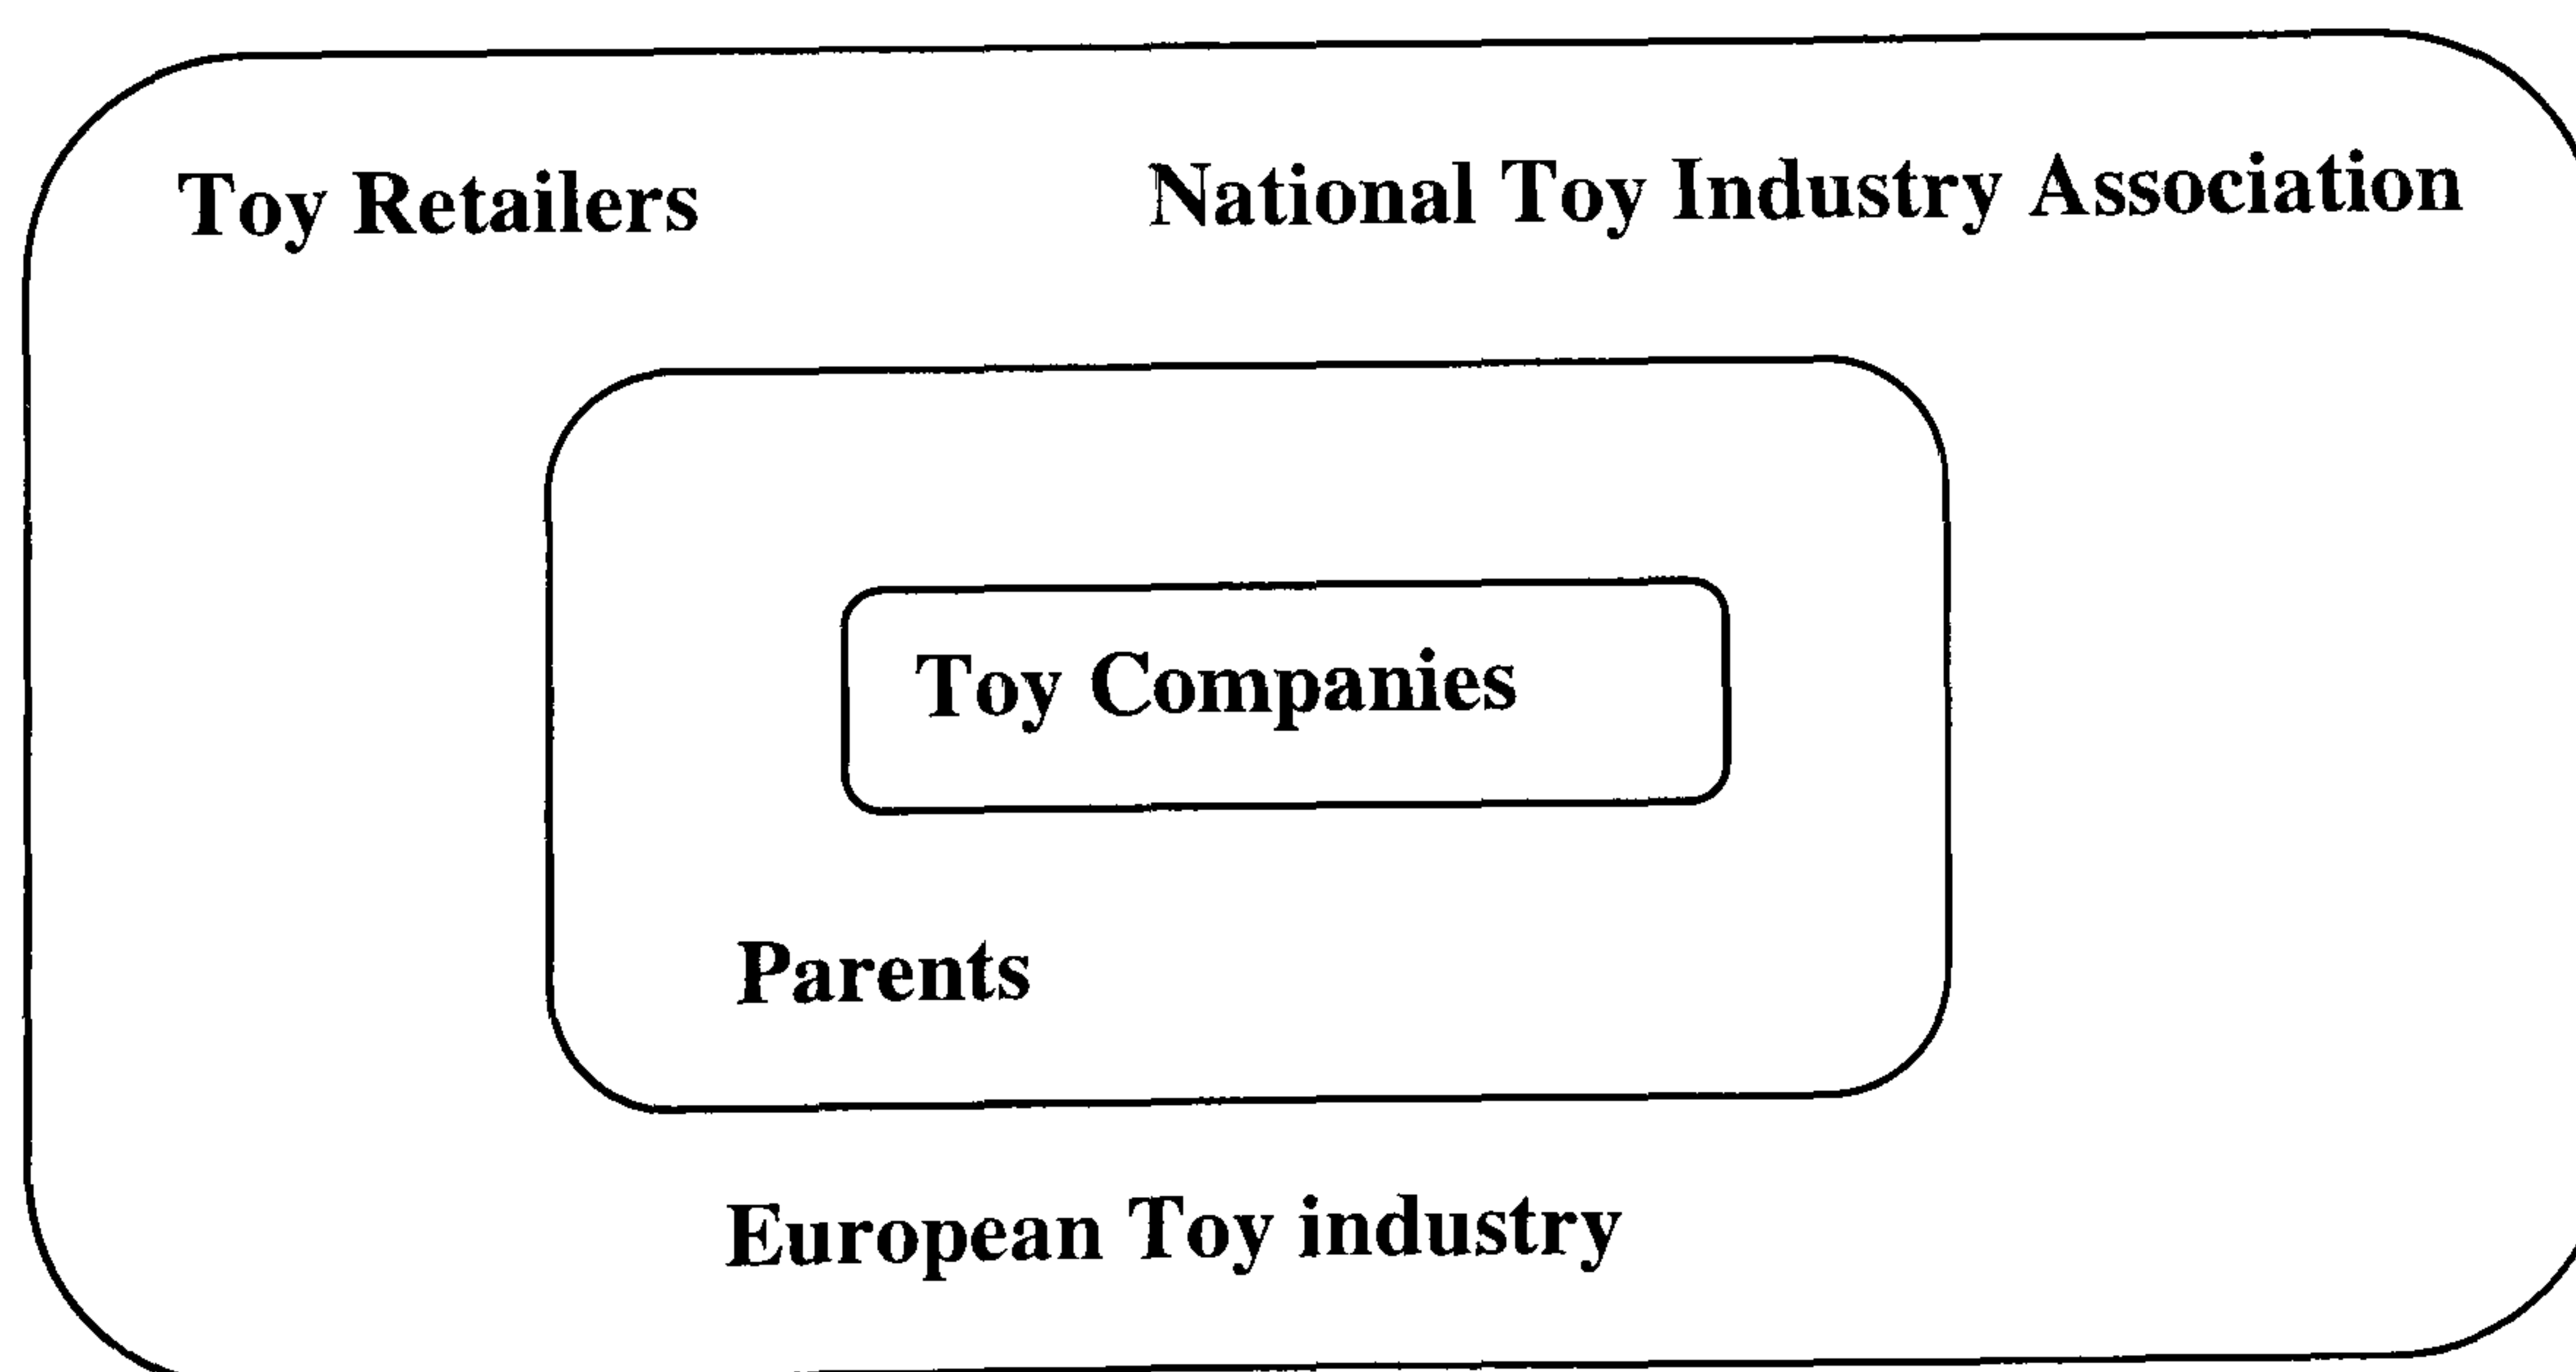 Toy Retailers
National Toy Industry Association
Toy Companies
Parents
European Toy industry